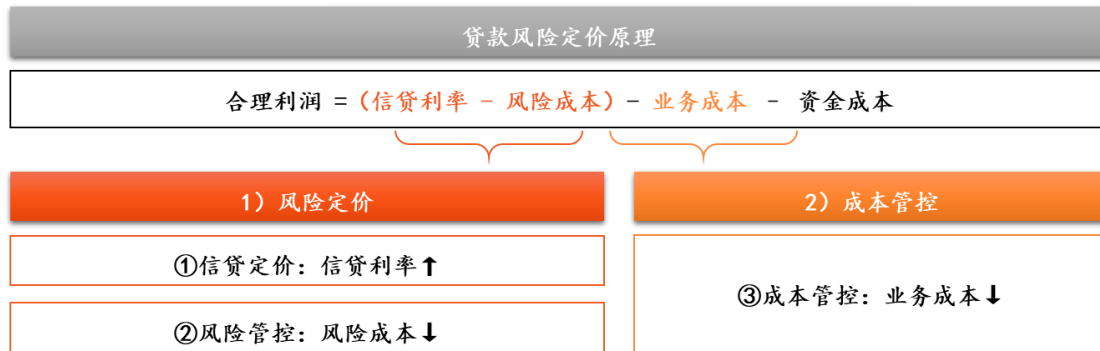 贷款风险定价原理
合理利润 =（信贷利率 - 风险成本）- 业务成本 - 资金成本
1）风险定价
2）成本管控
①信贷定价：信贷利率⬆
②风险管控：风险成本⬇
③成本管控：业务成本⬇